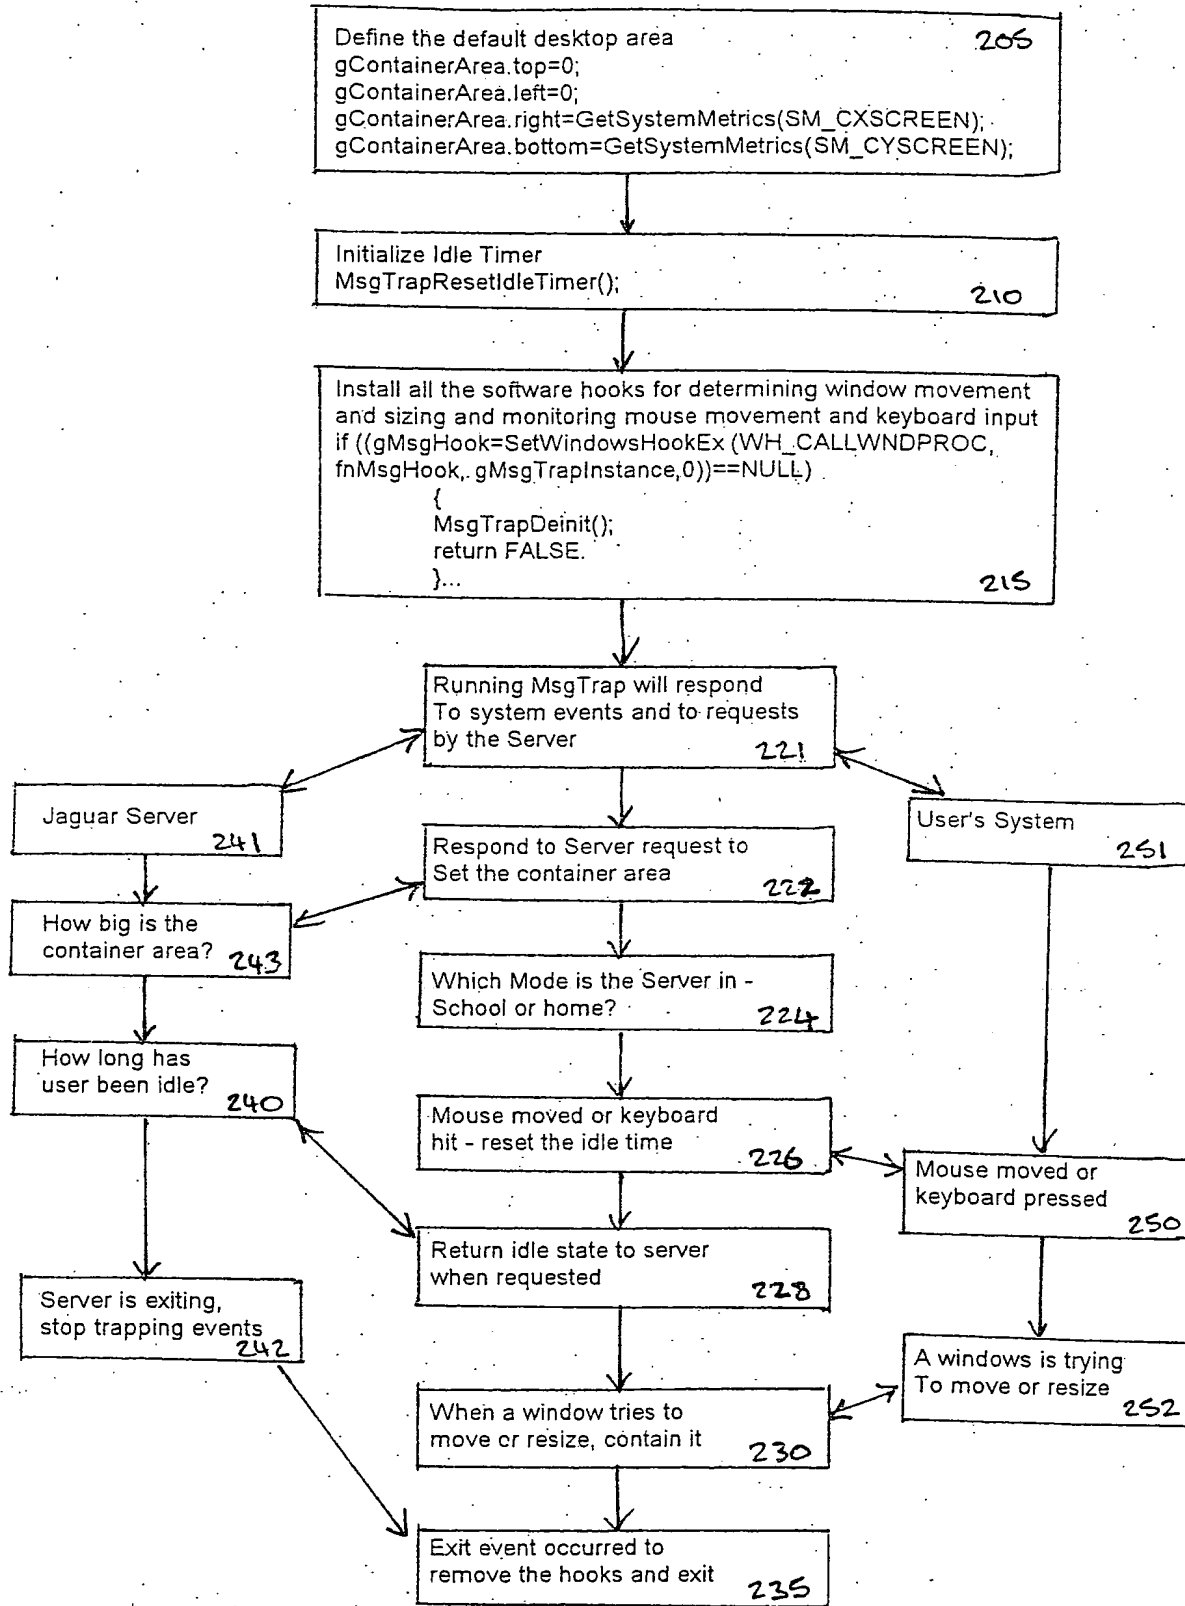 Define the default desktop area 205
gContainerArea.top=0;
gContainerArea.left=0;
gContainerArea.right=GetSystemMetrics(SM_CXSCREEN);
gContainerArea.bottom=GetSystemMetrics(SM_CYSCREEN);
Initialize Idle Timer
MsgTrapResetIdleTimer();
210
Install all the software hooks for determining window movement
and sizing and monitoring mouse movement and keyboard input
if ((gMsgHook=SetWindowsHookEx (WH_CALLWNDPROC,
fnMsgHook, gMsgTrapInstance,0))==NULL)
{
MsgTrapDeinit();
return FALSE.
}...
215
Running MsgTrap will respond
To system events and to requests
by the Server
221
Jaguar Server
241
User's System
251
Respond to Server request to
Set the container area
222
How big is the
container area? 243
Which Mode is the Server in -
School or home?
224
How long has
user been idle?
240
Mouse moved or keyboard
hit - reset the idle time
226
Mouse moved or
keyboard pressed
250
Return idle state to server
when requested
228
Server is exiting,
stop trapping events
242
A windows is trying
To move or resize
252
When a window tries to
move or resize, contain it
230
Exit event occurred to
remove the hooks and exit
235